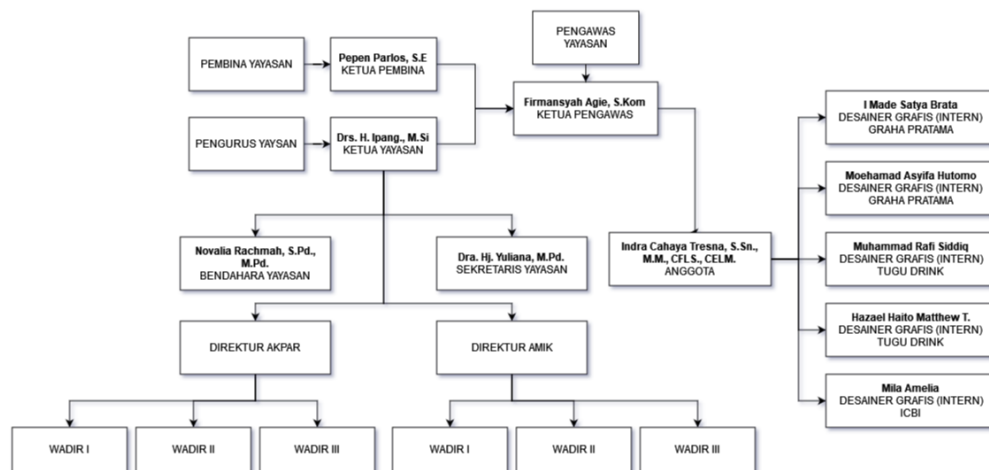 PENGAWAS
YAYASAN
PEMBINA YAYASAN
Pepen Parlos, S.E
KETUA PEMBINA
Firmansyah Agie, S.Kom
KETUA PENGAWAS
PENGURUS YAYSAN
Drs. H. Ipang., M.Si
KETUA YAYASAN
I Made Satya Brata
DESAINER GRAFIS (INTERN)
GRAHA PRATAMA
Moehamad Asyifa Hutomo
DESAINER GRAFIS (INTERN)
GRAHA PRATAMA
Novalia Rachmah, S.Pd.,
M.Pd.
BENDAHARA YAYASAN
Dra. Hj. Yuliana, M.Pd.
SEKRETARIS YAYASAN
Indra Cahaya Tresna, S.Sn.,
M.M., CFLS., CELM.
ANGGOTA
Muhammad Rafi Siddiq
DESAINER GRAFIS (INTERN)
TUGU DRINK
Hazael Haito Matthew T.
DESAINER GRAFIS (INTERN)
TUGU DRINK
DIREKTUR AKPAR
DIREKTUR AMIK
Mila Amelia
DESAINER GRAFIS (INTERN)
ICBI
WADIR I
WADIR II
WADIR III
WADIR I
WADIR II
WADIR III